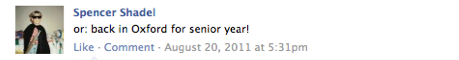 Spencer Shadel
or: back in Oxford for senior year!
Like · Comment · August 20, 2011 at 5:31pm